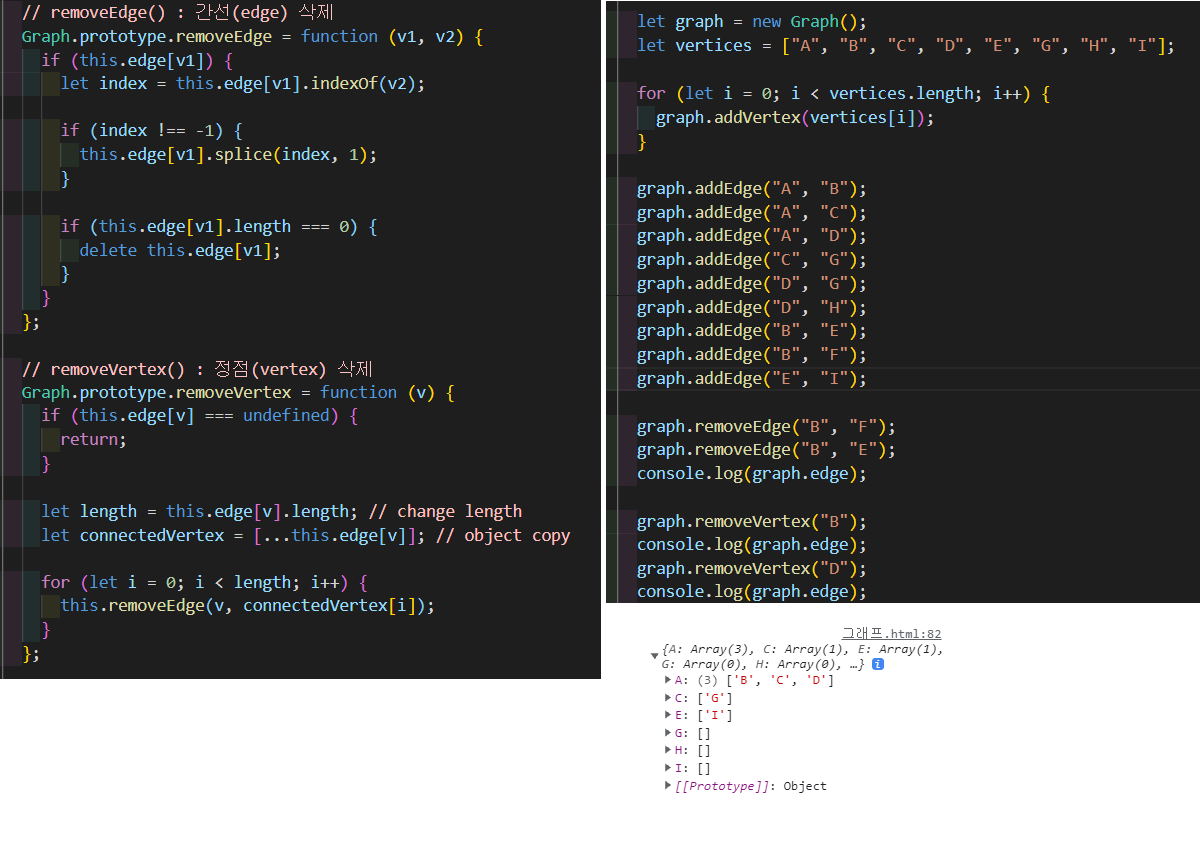 // removeEdge() : 간선(edge) 삭제
Graph.prototype.removeEdge = function (v1, v2) {
if (this.edge[v1]) {
let index = this.edge[v1].indexOf(v2);
if (index !== -1) {
this.edge[v1].splice(index, 1);
}
if (this.edge[v1].length === 0) {
delete this.edge[v1];
}
}
};
// removeVertex() : 정점(vertex) 삭제
Graph.prototype.removeVertex = function (v) {
if (this.edge[v] === undefined) {
return;
}
let length = this.edge[v].length; // change length
let connectedVertex = [...this.edge[v]]; // object copy
for (let i = 0; i < length; i++) {
this.removeEdge(v, connectedVertex[i]);
}
};
let graph = new Graph();
let vertices = ["A", "B", "C", "D", "E", "G", "H", "I"];
for (let i = 0; i < vertices.length; i++) {
graph.addVertex(vertices[i]);
}
graph.addEdge("A", "B");
graph.addEdge("A", "C");
graph.addEdge("A", "D");
graph.addEdge("C", "G");
graph.addEdge("D", "G");
graph.addEdge("D", "H");
graph.addEdge("B", "E");
graph.addEdge("B", "F");
graph.addEdge("E", "I");
graph.removeEdge("B", "F");
graph.removeEdge("B", "E");
console.log(graph.edge);
graph.removeVertex("B");
console.log(graph.edge);
graph.removeVertex("D");
console.log(graph.edge);
그래프.html:82
{A: Array(3), C: Array(1), E: Array(1),
G: Array(0), H: Array(0), …} i
A: (3) ['B', 'C', 'D']
C: ['G']
E: ['I']
G: []
H: []
I: []
[[Prototype]]: Object